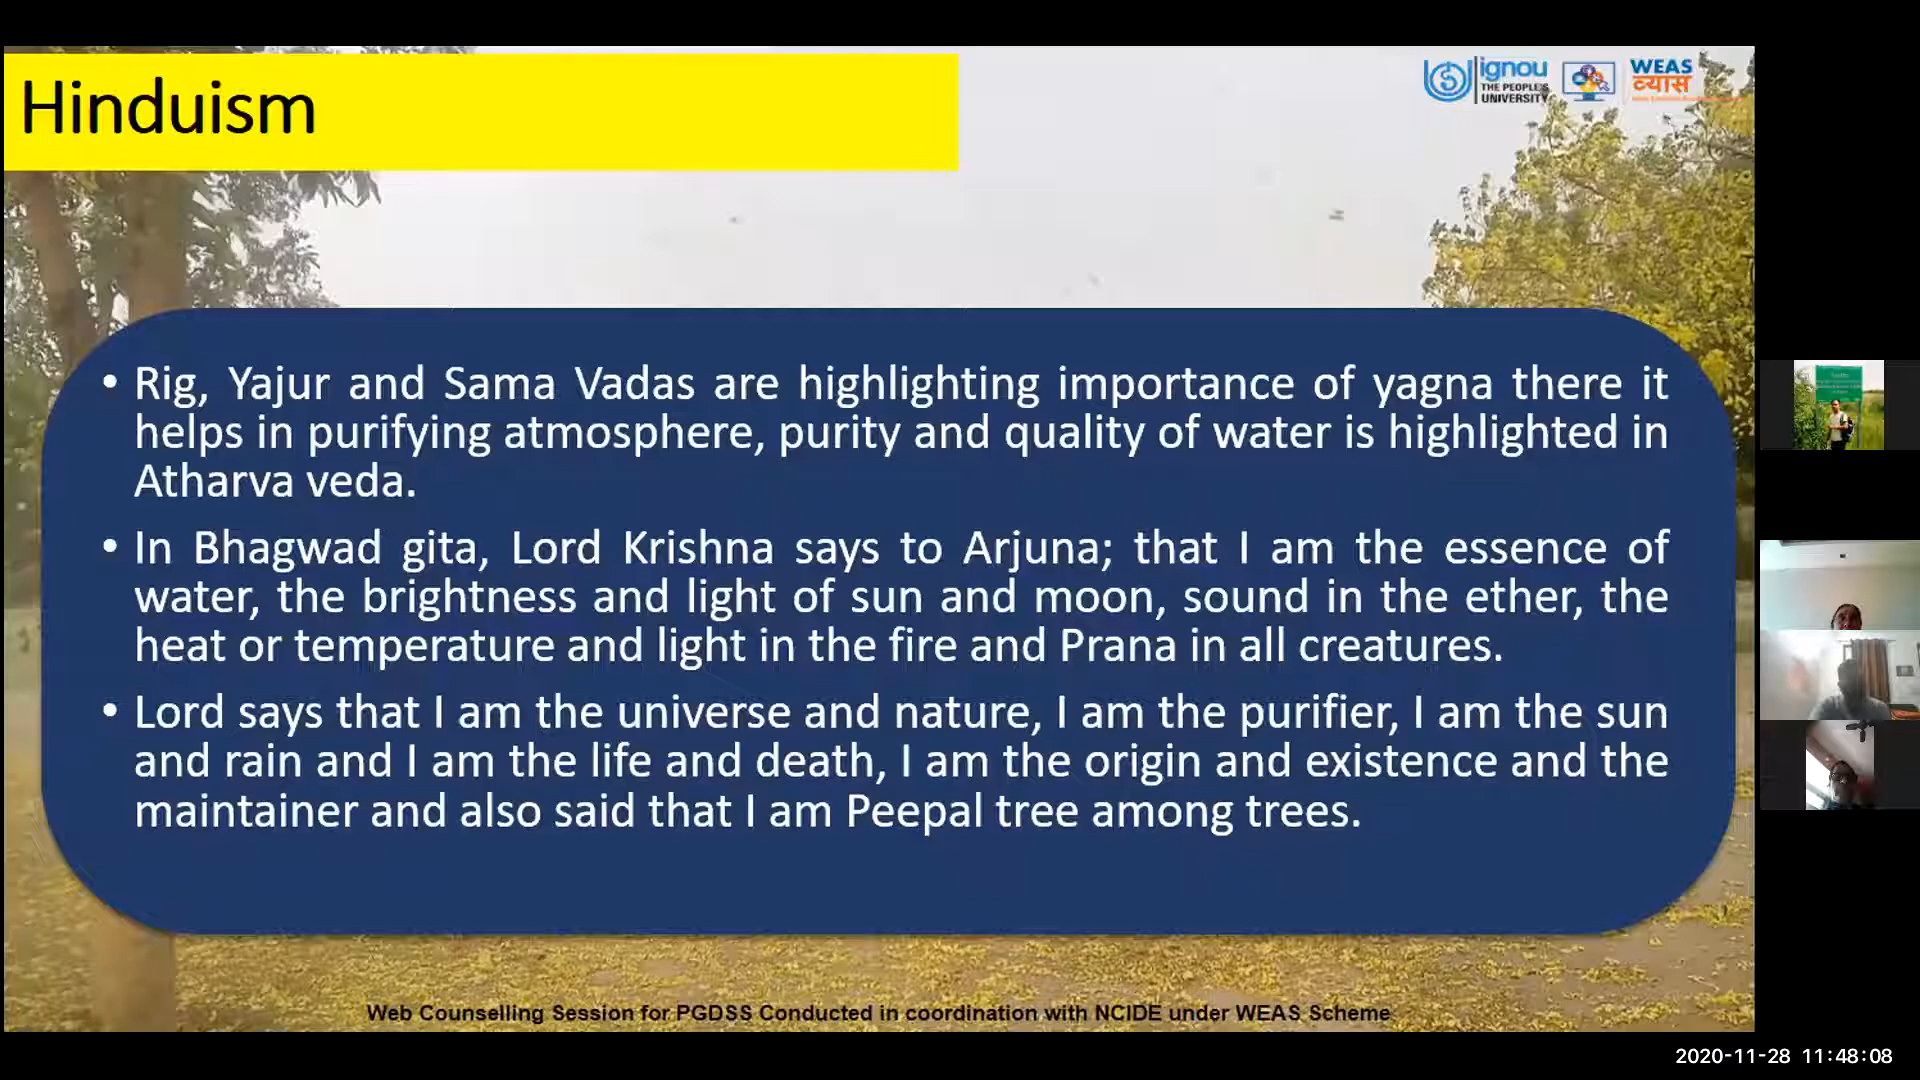 Hinduism
ignou
THE PEOPLE'S
UNIVERSITY
WEAS
व्यास
• Rig, Yajur and Sama Vadas are highlighting importance of yagna there it
helps in purifying atmosphere, purity and quality of water is highlighted in
Atharva veda.
• In Bhagwad gita, Lord Krishna says to Arjuna; that I am the essence of
water, the brightness and light of sun and moon, sound in the ether, the
heat or temperature and light in the fire and Prana in all creatures.
• Lord says that I am the universe and nature, I am the purifier, I am the sun
and rain and I am the life and death, I am the origin and existence and the
maintainer and also said that I am Peepal tree among trees.
Web Counselling Session for PGDSS Conducted in coordination with NCIDE under WEAS Scheme
2020-11-28 11:48:08